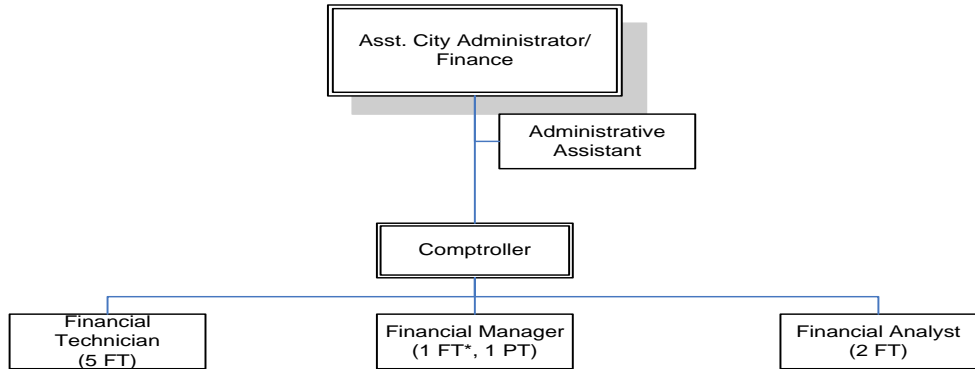 Asst. City Administrator/
Finance
Administrative
Assistant
Comptroller
Financial
Technician
(5 FT)
Financial Manager
(1 FT*, 1 PT)
Financial Analyst
(2 FT)